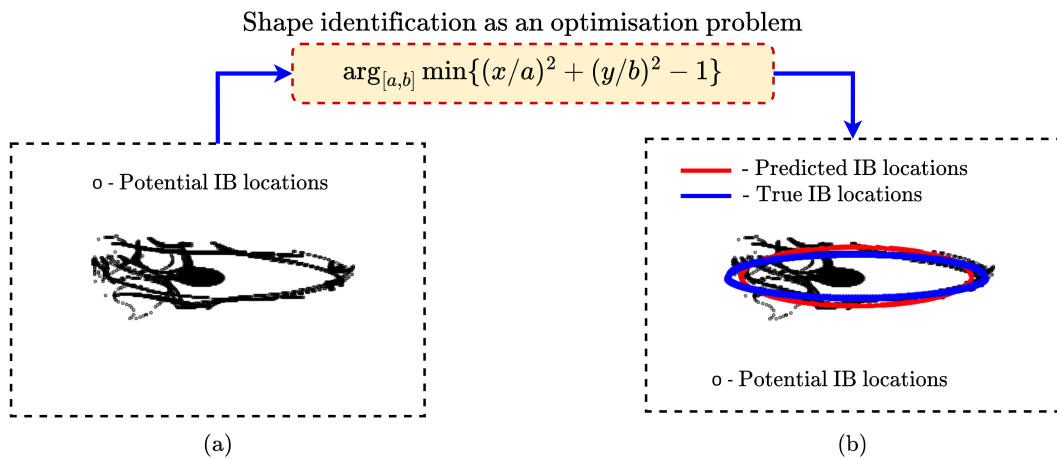 Shape identification as an optimisation problem
arg_[a,b] min{(x/a)² + (y/b)² − 1}
o - Potential IB locations
- Predicted IB locations
- True IB locations
o - Potential IB locations
(a)
(b)